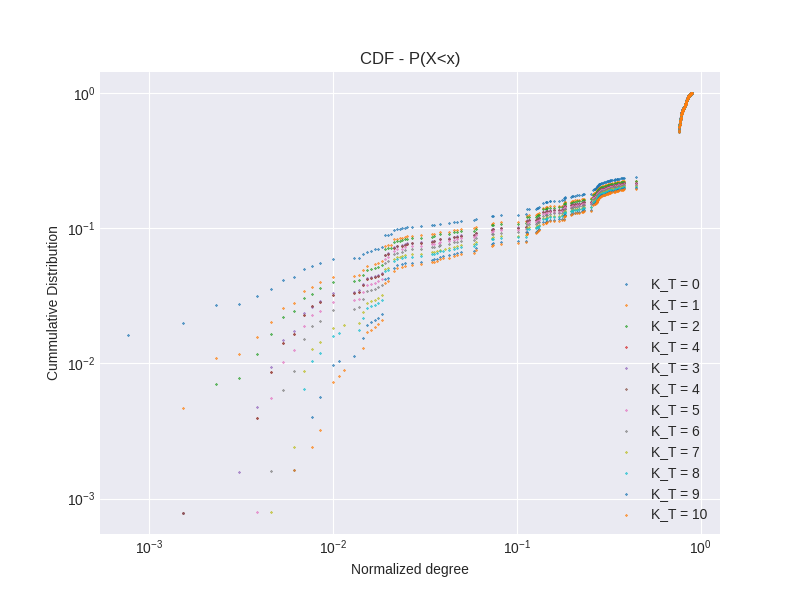 CDF - P(X<x)
Cummulative Distribution
10⁰
10⁻¹
10⁻²
10⁻³
K_T = 0
K_T = 1
K_T = 2
K_T = 4
K_T = 3
K_T = 4
K_T = 5
K_T = 6
K_T = 7
K_T = 8
K_T = 9
K_T = 10
10⁻³ 10⁻² 10⁻¹ 10⁰
Normalized degree